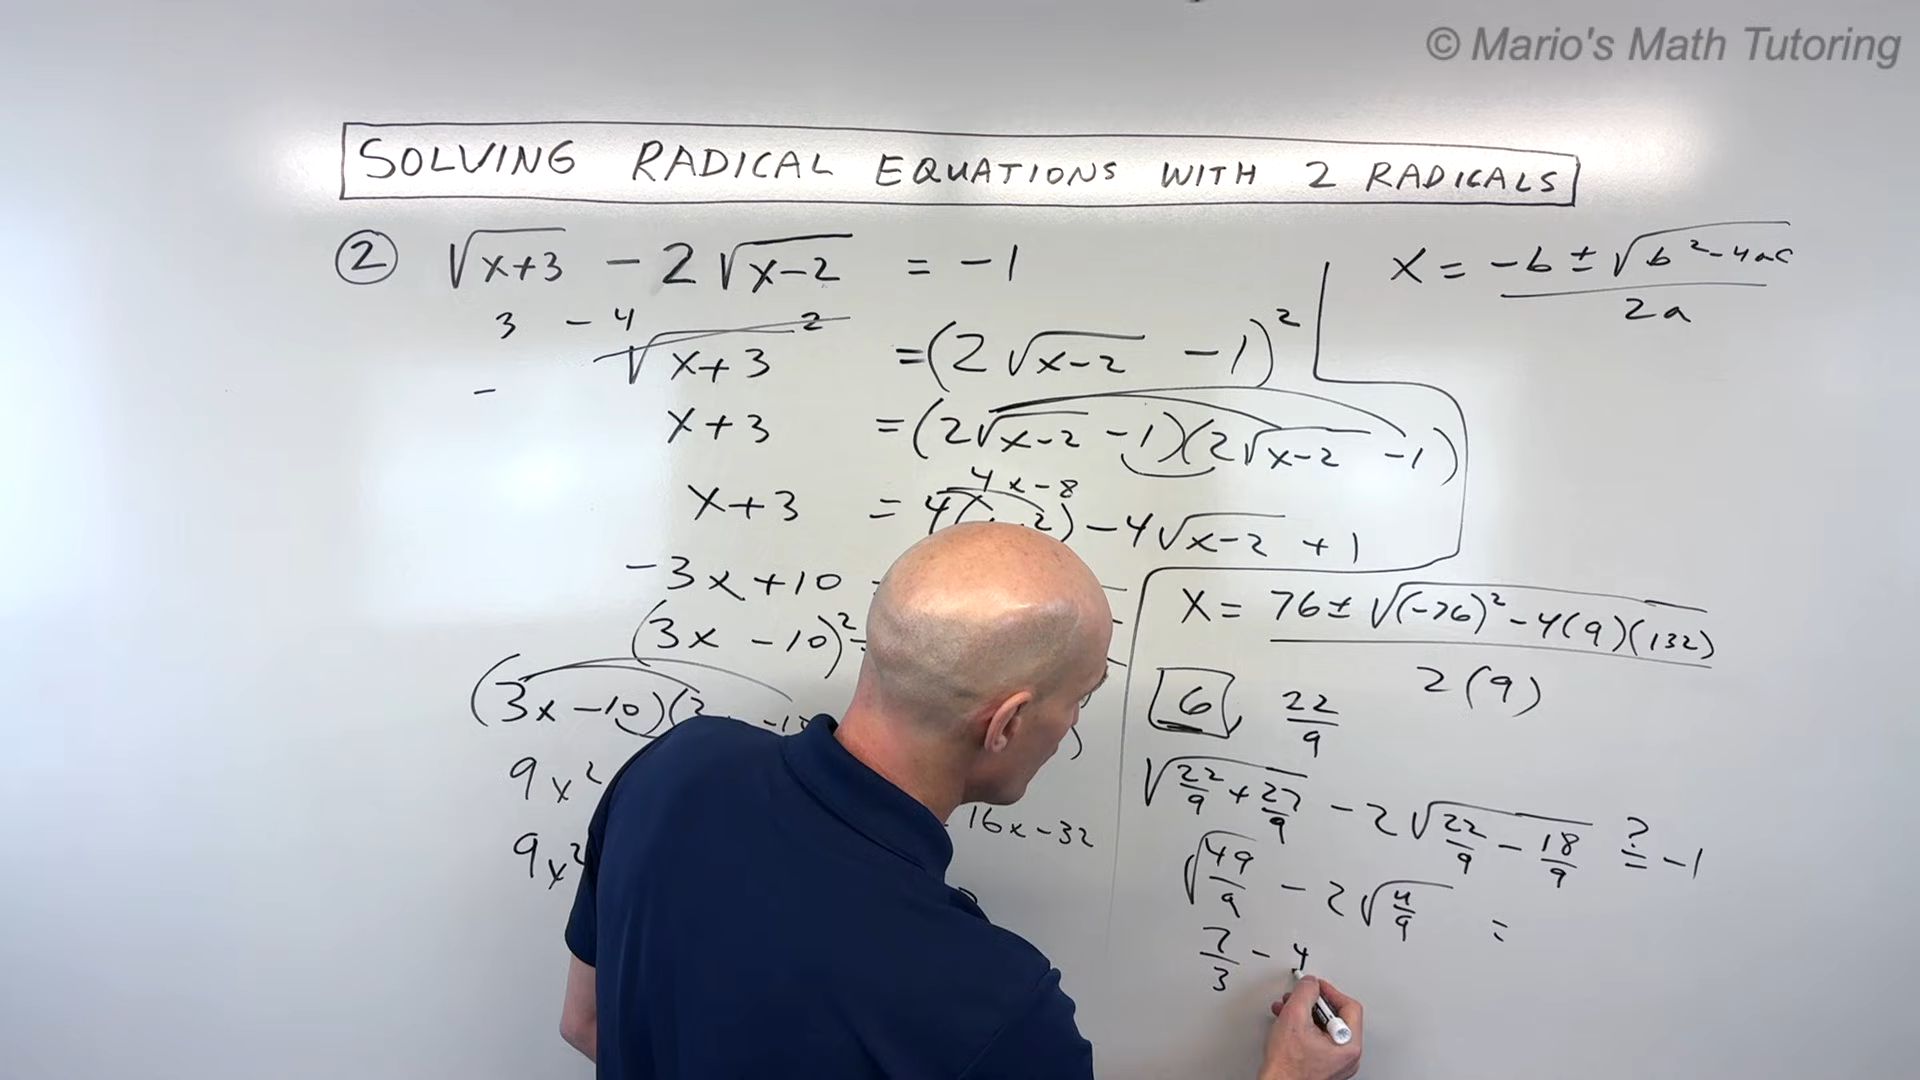 © Mario's Math Tutoring
SOLVING RADICAL EQUATIONS WITH 2 RADICALS
② √(x+3) - 2√(x-2) = -1
x = (-b ± √(b² - 4ac)) / 2a
3 - 4
√(x+3)² = (2√(x-2) - 1)²
-
x+3 = (2√(x-2) - 1)(2√(x-2) - 1)
4x-8
x+3 = 4( 2) - 4√(x-2) + 1
-3x+10
(3x - 10)²
x = (76 ± √((-76)² - 4(9)(132))) / 2(9)
(3x - 10)(
6, 22/9
9x²
16x - 32
√(22/9 + 27/9) - 2√(22/9 - 18/9) ≟ -1
9x²
√(49/9) - 2√(4/9) =
7/3 - 4